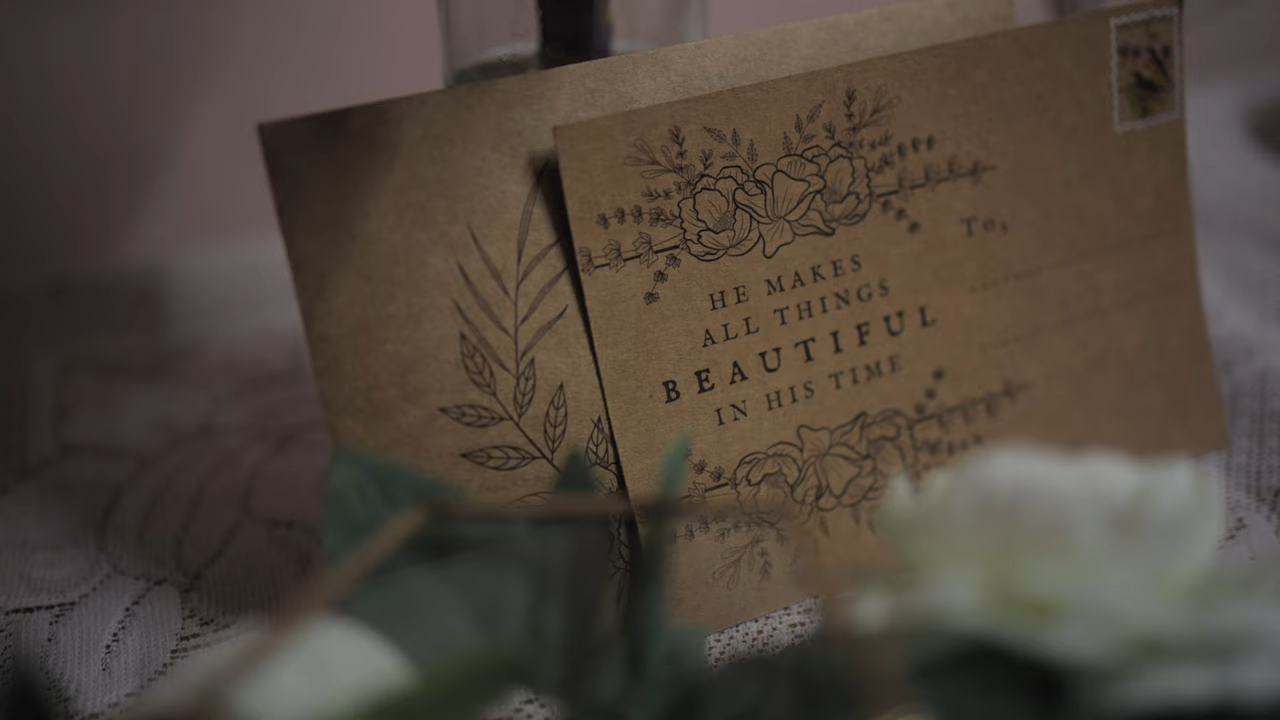 HE MAKES
ALL THINGS
BEAUTIFUL
IN HIS TIME
To,